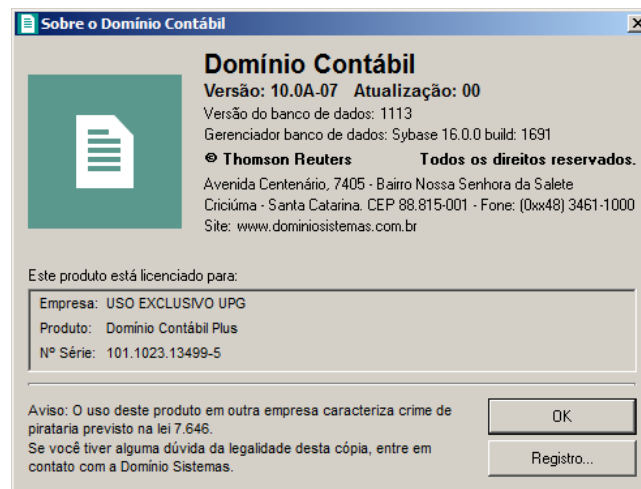 Sobre o Domínio Contábil
Domínio Contábil
Versão: 10.0A-07 Atualização: 00
Versão do banco de dados: 1113
Gerenciador banco de dados: Sybase 16.0.0 build: 1691
© Thomson Reuters Todos os direitos reservados.
Avenida Centenário, 7405 - Bairro Nossa Senhora da Salete
Criciúma - Santa Catarina. CEP 88.815-001 - Fone: (0xx48) 3461-1000
Site: www.dominiosistemas.com.br
Este produto está licenciado para:
Empresa: USO EXCLUSIVO UPG
Produto: Domínio Contábil Plus
Nº Série: 101.1023.13499-5
Aviso: O uso deste produto em outra empresa caracteriza crime de
pirataria previsto na lei 7.646.
Se você tiver alguma dúvida da legalidade desta cópia, entre em
contato com a Domínio Sistemas.
OK
Registro...